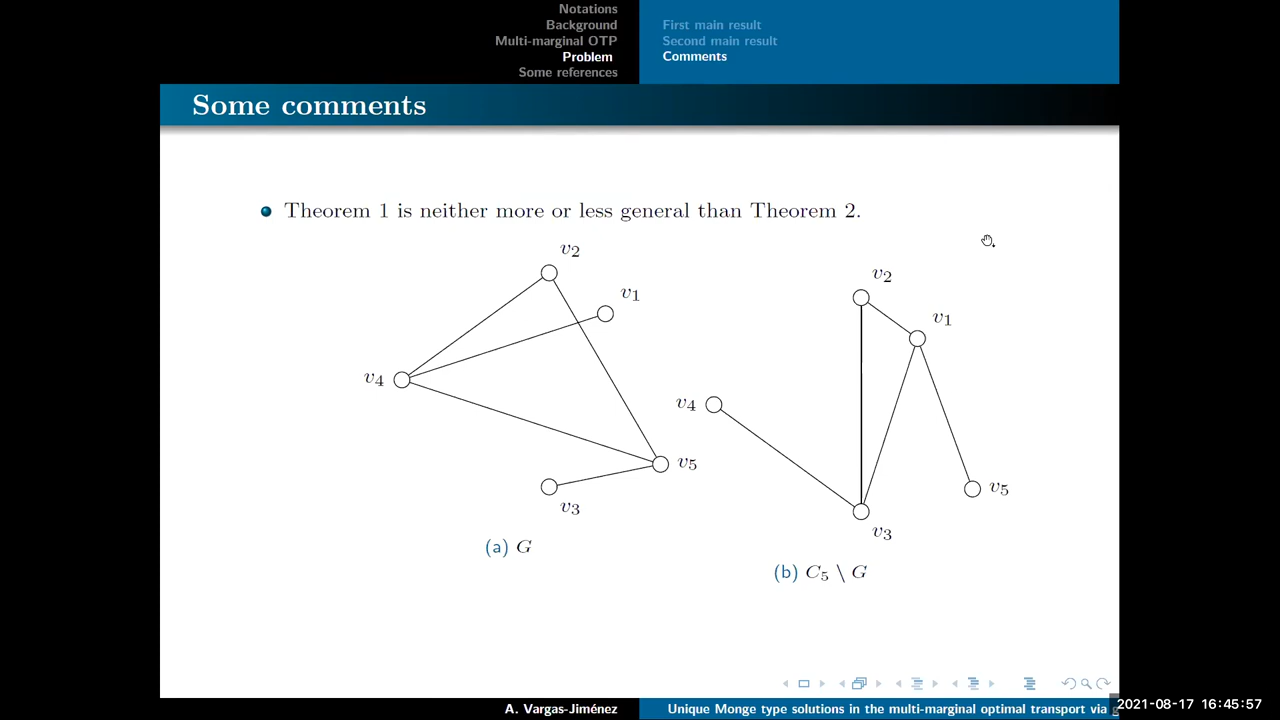 Notations
Background
Multi-marginal OTP
Problem
Some references
First main result
Second main result
Comments
Some comments
Theorem 1 is neither more or less general than Theorem 2.
v2
v1
v4
v5
v3
(a) G
v2
v1
v4
v5
v3
(b) C5 \ G
A. Vargas-Jiménez
Unique Monge type solutions in the multi-marginal optimal transport via g
2021-08-17 16:45:57